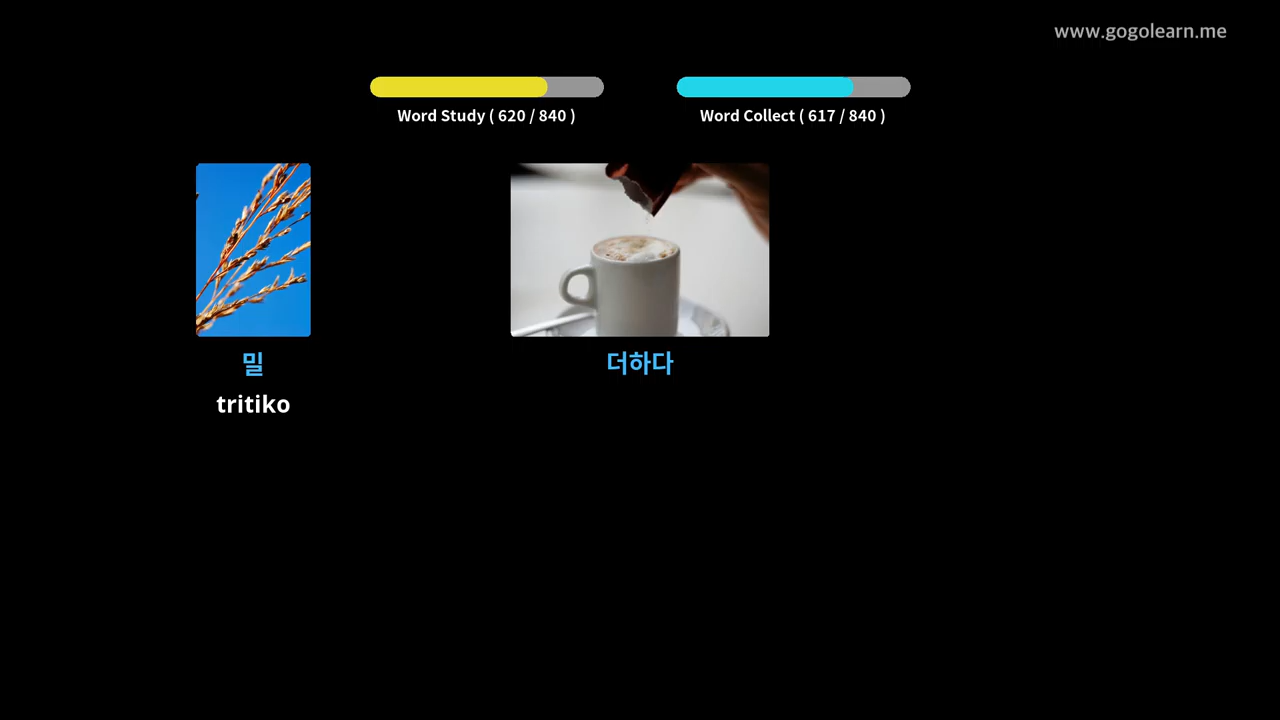 www.gogolearn.me
Word Study ( 620 / 840 )
Word Collect ( 617 / 840 )
밀
더하다
tritiko